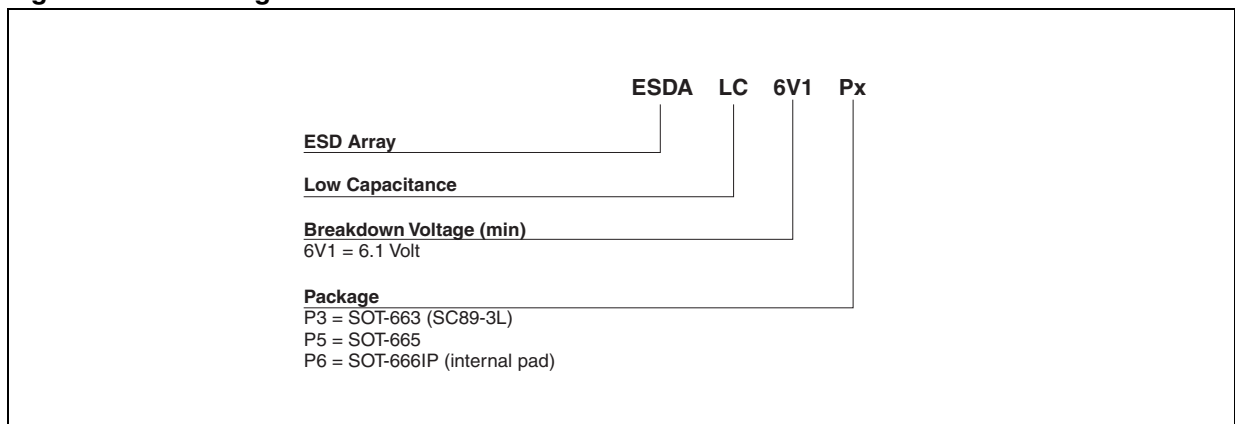 ESDA LC 6V1 Px
ESD Array
Low Capacitance
Breakdown Voltage (min)
6V1 = 6.1 Volt
Package
P3 = SOT-663 (SC89-3L)
P5 = SOT-665
P6 = SOT-666IP (internal pad)